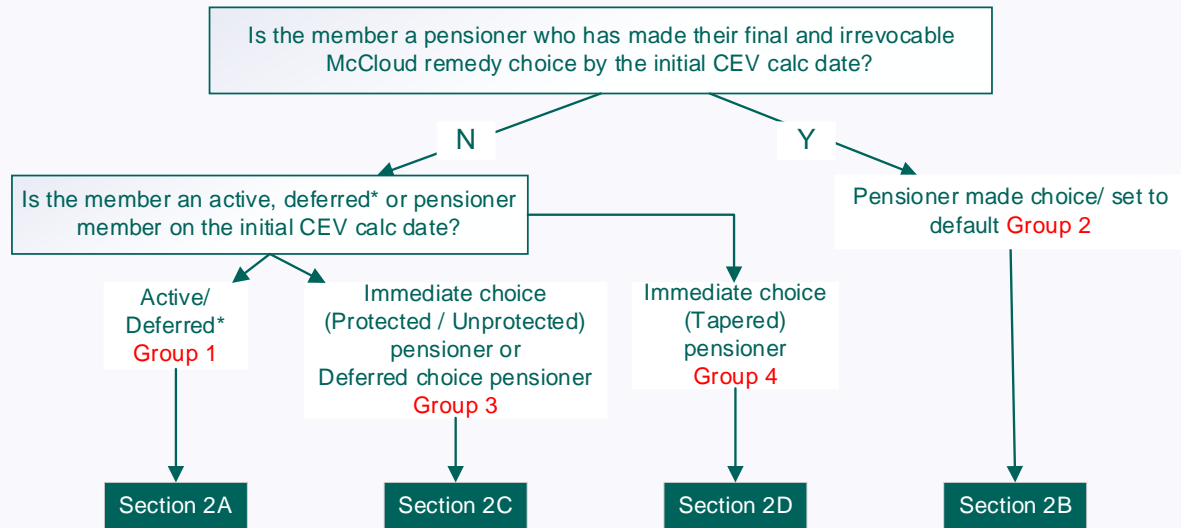 Is the member a pensioner who has made their final and irrevocable
McCloud remedy choice by the initial CEV calc date?
N
Y
Is the member an active, deferred* or pensioner
member on the initial CEV calc date?
Pensioner made choice/ set to
default Group 2
Active/
Deferred*
Group 1
Immediate choice
(Protected / Unprotected)
pensioner or
Deferred choice pensioner
Group 3
Immediate choice
(Tapered)
pensioner
Group 4
Section 2A
Section 2C
Section 2D
Section 2B